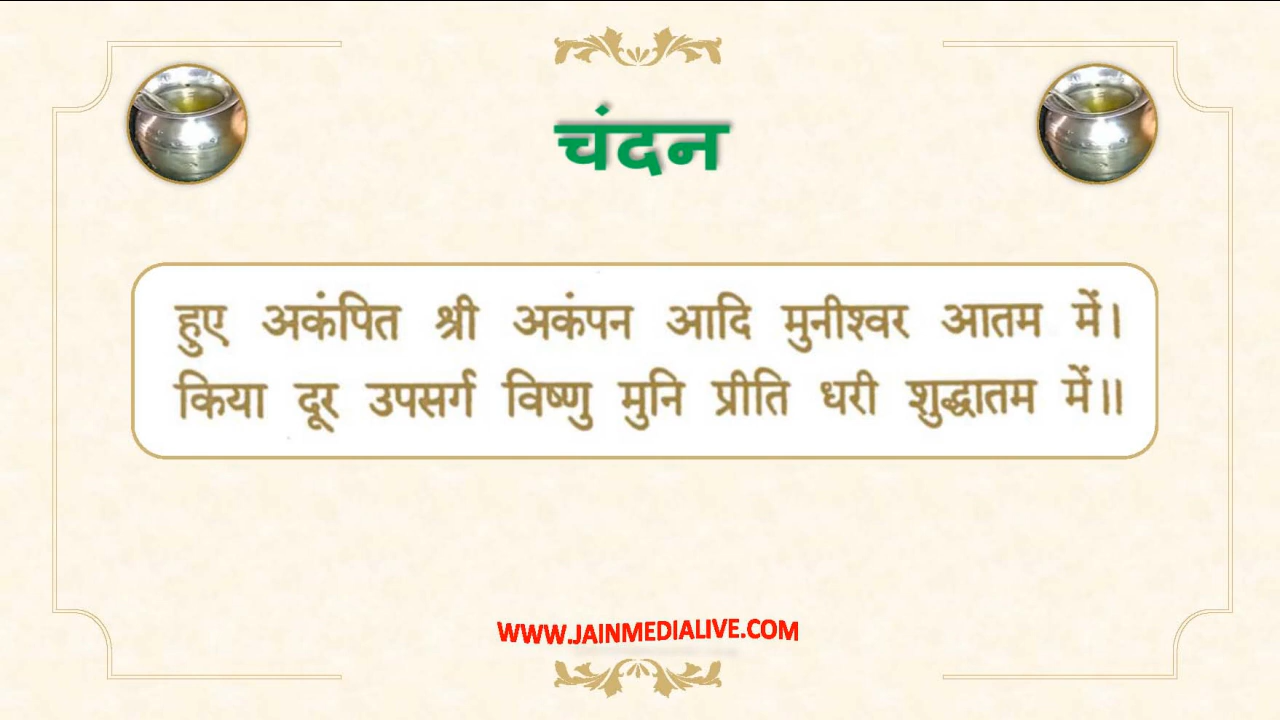 चंदन
हुए अकंपित श्री अकंपन आदि मुनीश्वर आतम में।
किया दूर उपसर्ग विष्णु मुनि प्रीति धरी शुद्धातम में॥
WWW.JAINMEDIALIVE.COM